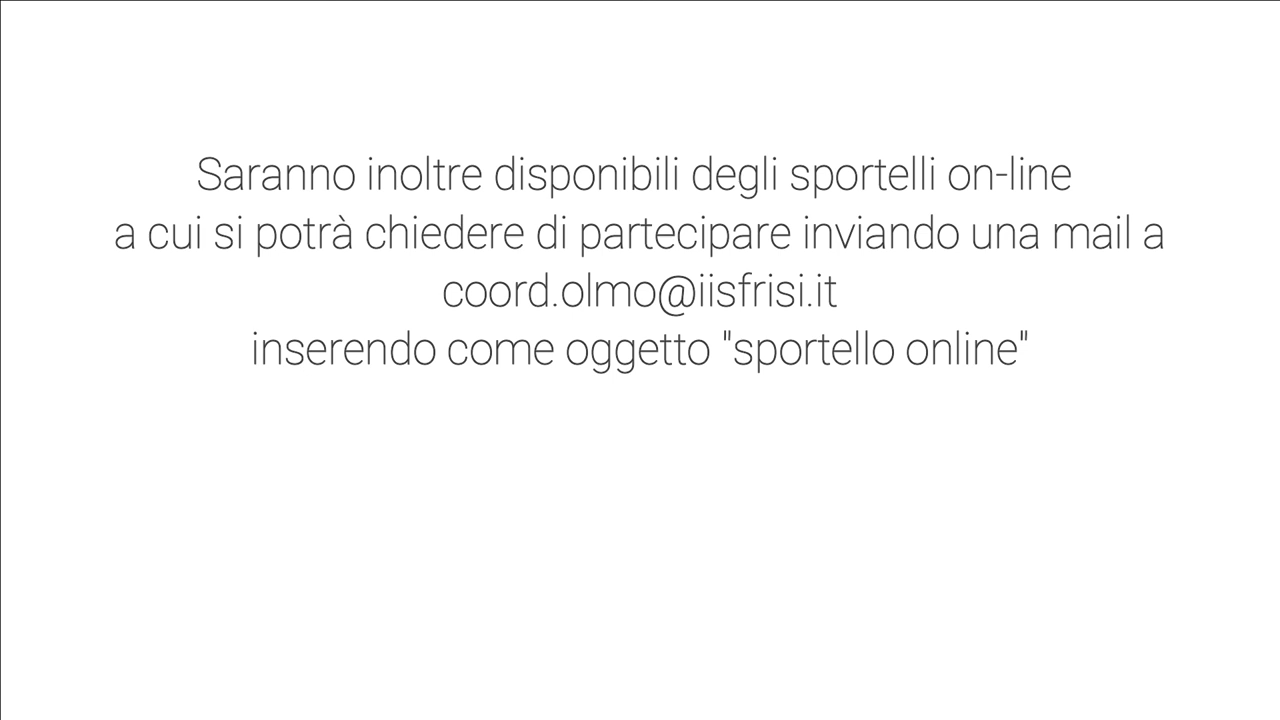 Saranno inoltre disponibili degli sportelli on-line
a cui si potrà chiedere di partecipare inviando una mail a
coord.olmo@iisfrisi.it
inserendo come oggetto "sportello online"